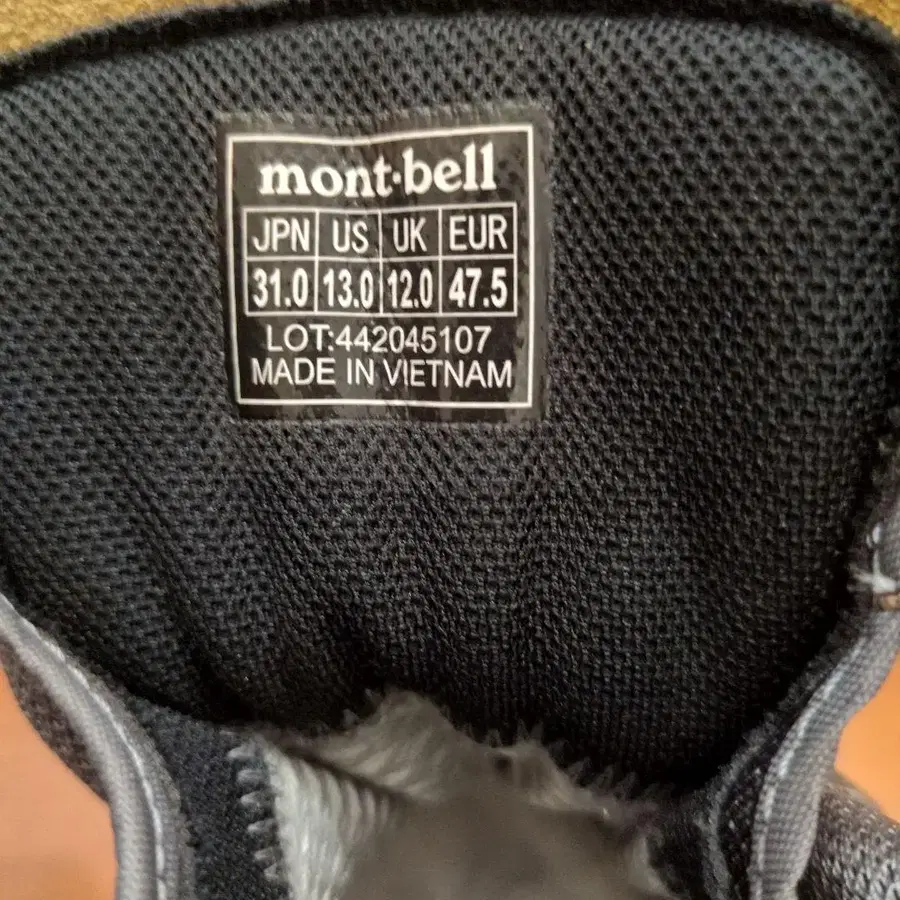 mont·bell
JPN US UK EUR
31.0 13.0 12.0 47.5
LOT:442045107
MADE IN VIETNAM